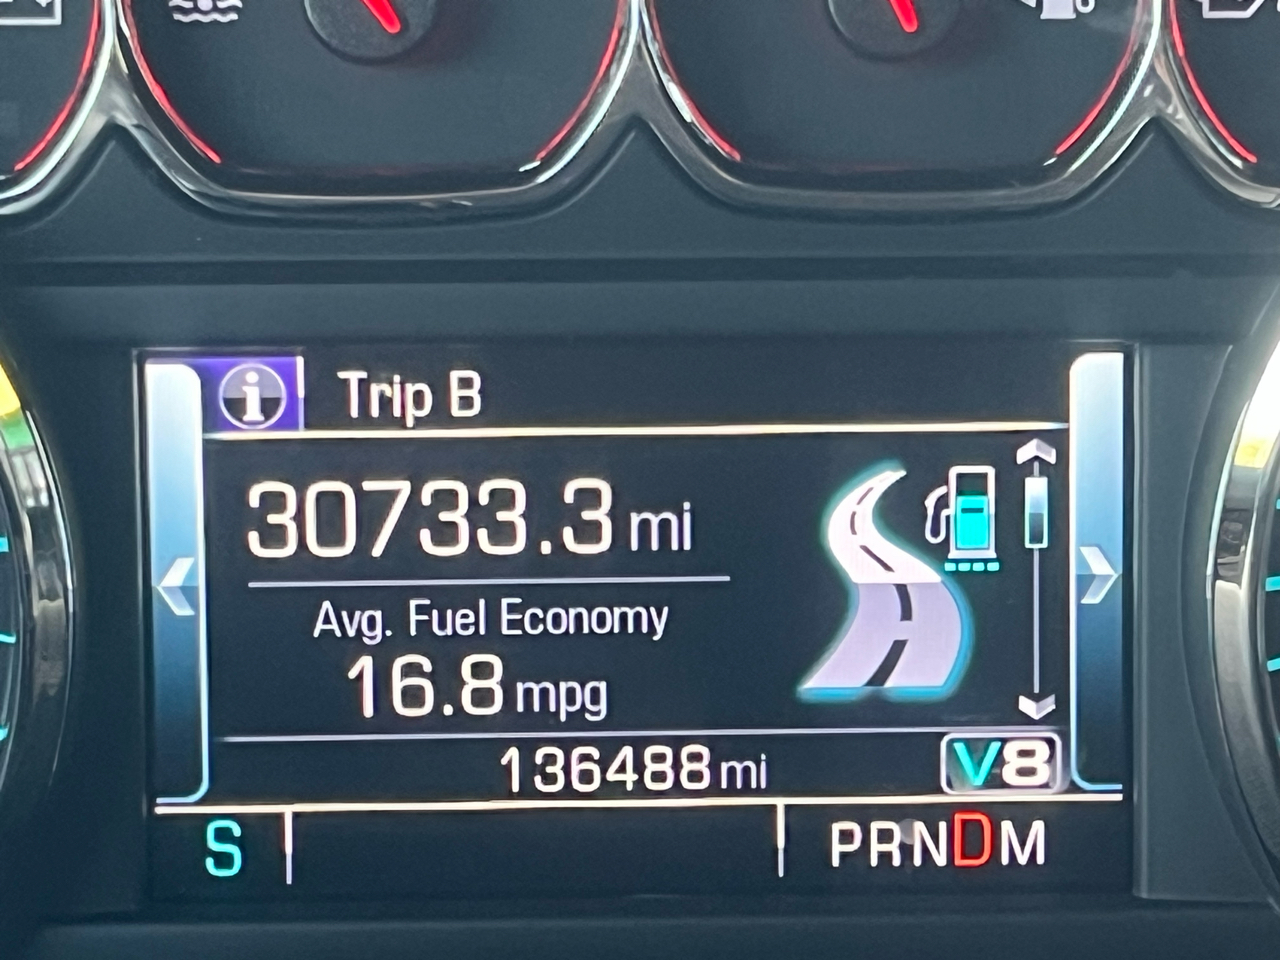 i Trip B
30733.3 mi
Avg. Fuel Economy
16.8 mpg
136488 mi V8
S PRNDM